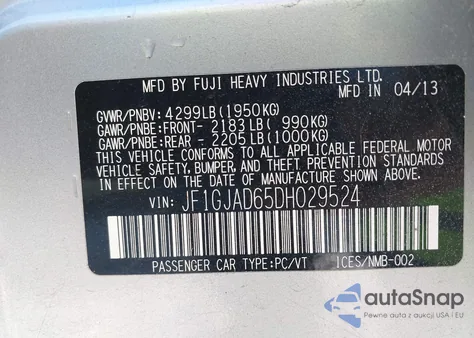 MFD BY FUJI HEAVY INDUSTRIES LTD.
MFD IN 04/13
GVWR/PNBV: 4299LB(1950KG)
GAWR/PNBE:FRONT- 2183LB( 990KG)
GAWR/PNBE:REAR - 2205LB(1000KG)
THIS VEHICLE CONFORMS TO ALL APPLICABLE FEDERAL MOTOR
VEHICLE SAFETY, BUMPER, AND THEFT PREVENTION
STANDARDS IN EFFECT ON THE DATE OF MANUFACTURE
SHOWN ABOVE.
VIN: JF1GJAD65DH029524
PASSENGER CAR TYPE:PC/VT ICES/NMB-002
autoSnap
Pewne auta z aukcji USA i EU